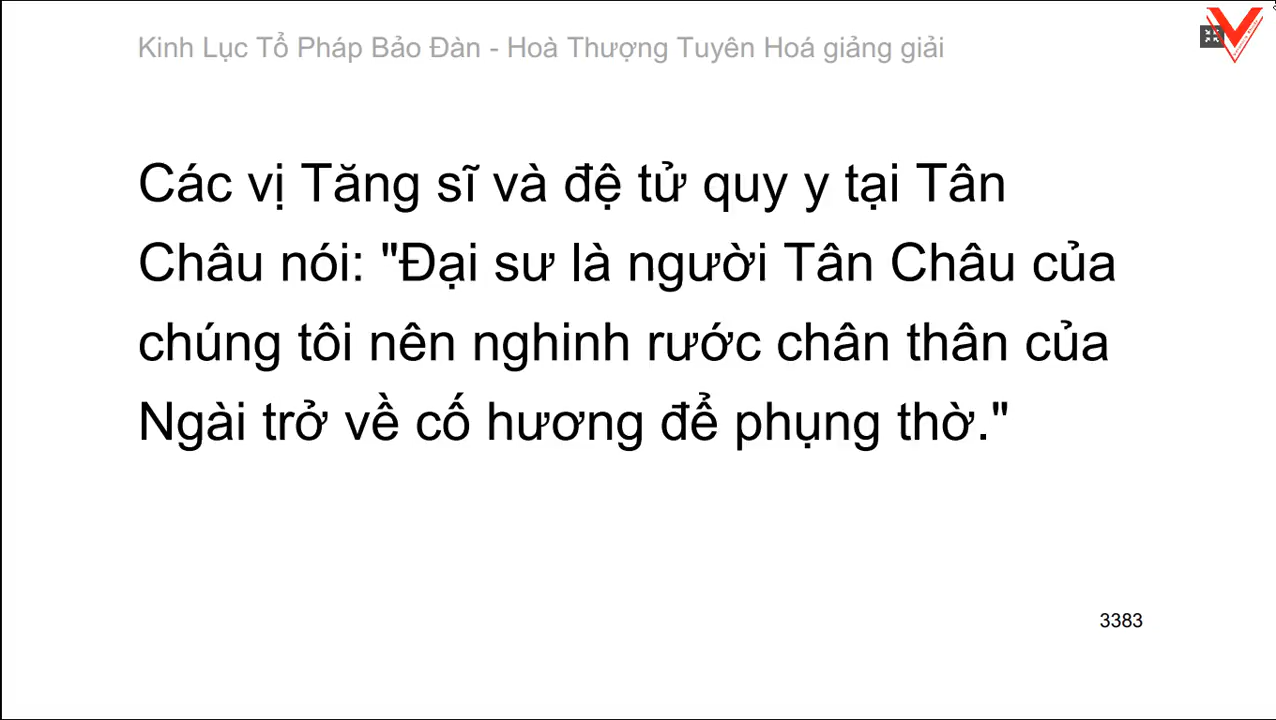 Kinh Lục Tổ Pháp Bảo Đàn - Hoà Thượng Tuyên Hoá giảng giải
Các vị Tăng sĩ và đệ tử quy y tại Tân
Châu nói: "Đại sư là người Tân Châu của
chúng tôi nên nghinh rước chân thân của
Ngài trở về cố hương để phụng thờ."
3383